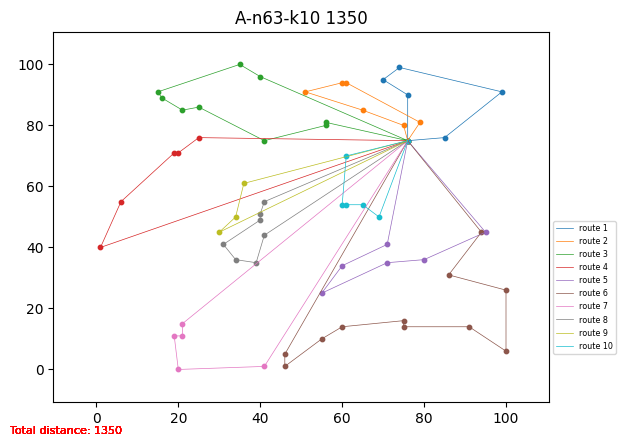 A-n63-k10 1350
100
80
60
40
20
0
0 20 40 60 80 100
route 1
route 2
route 3
route 4
route 5
route 6
route 7
route 8
route 9
route 10
Total distance: 1350